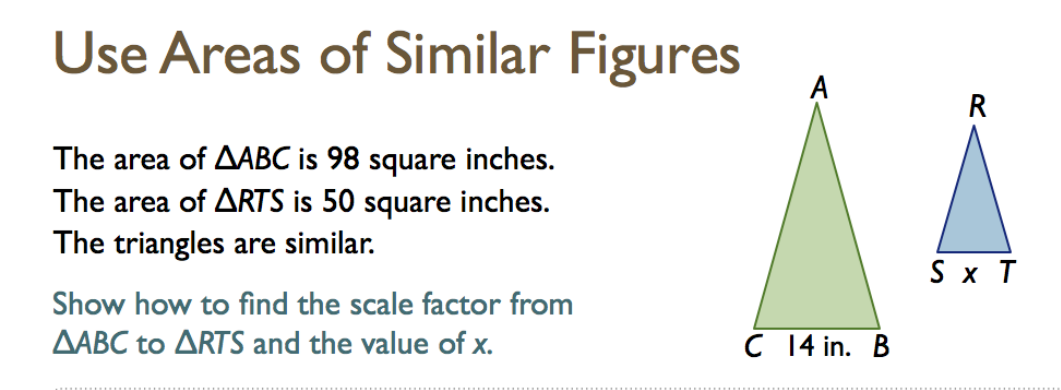 Use Areas of Similar Figures
The area of ΔABC is 98 square inches.
The area of ΔRTS is 50 square inches.
The triangles are similar.
Show how to find the scale factor from
ΔABC to ΔRTS and the value of x.
A
R
S x T
C 14 in. B